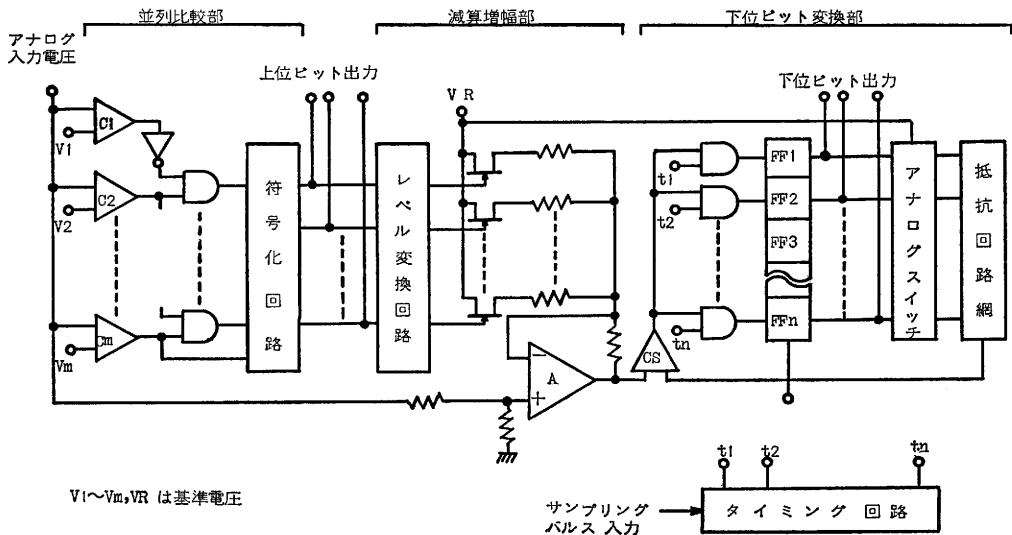 並列比較部
減算増幅部
下位ビット変換部
アナログ
入力電圧
上位ビット出力
VR
下位ビット出力
V1
C1
V2
C2
Vm
Cm
符号化回路
レベル変換回路
A
CS
t1
t2
tn
FF1
FF2
FF3
FFn
アナログスイッチ
抵抗回路網
V1〜Vm,VR は基準電圧
サンプリング
パルス 入力
t1
t2
tn
タイミング回路